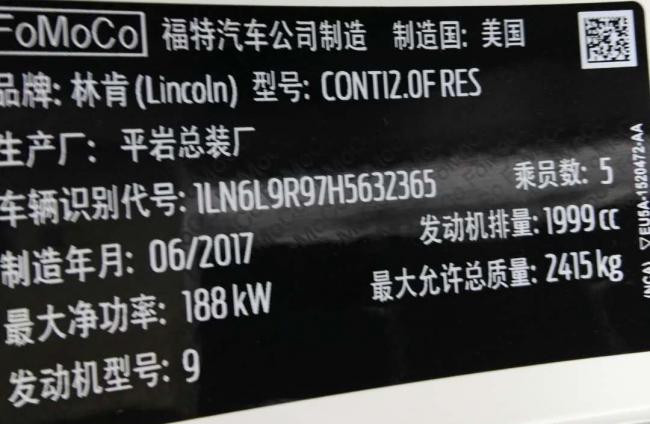 FoMoCo 福特汽车公司制造 制造国: 美国
品牌: 林肯 (Lincoln) 型号: CONTI2.0F RES
生产厂: 平岩总装厂
车辆识别代号: 1LN6L9R97H5632365 乘员数: 5
制造年月: 06/2017 发动机排量: 1999 cc
最大净功率: 188 kW 最大允许总质量: 2415 kg
发动机型号: 9
(NCA) ▽EU5A-1520472-AA